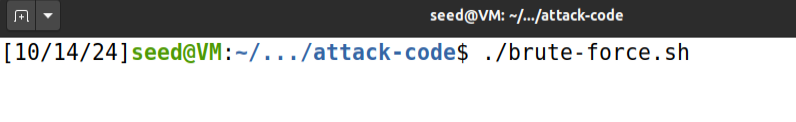 seed@VM: ~/.../attack-code
[10/14/24]seed@VM:~/.../attack-code$ ./brute-force.sh